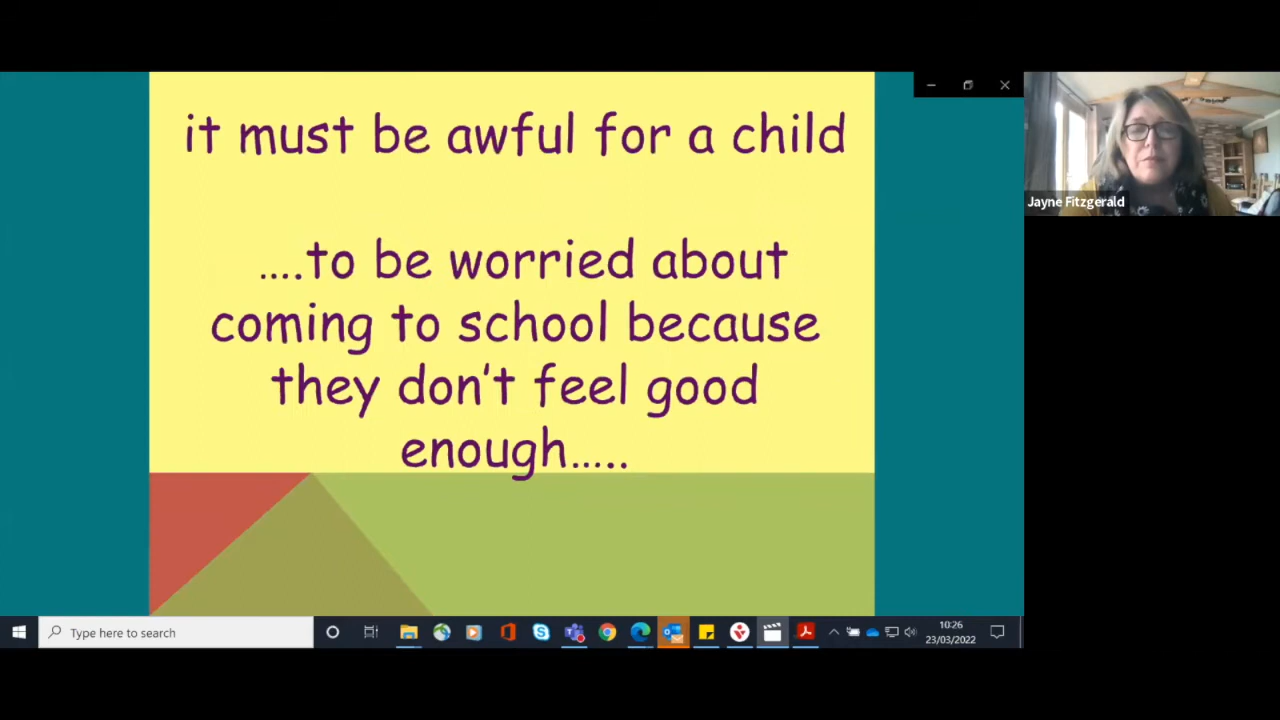 it must be awful for a child
....to be worried about
coming to school because
they don't feel good
enough.....
Jayne Fitzgerald
Type here to search
10:26
23/03/2022